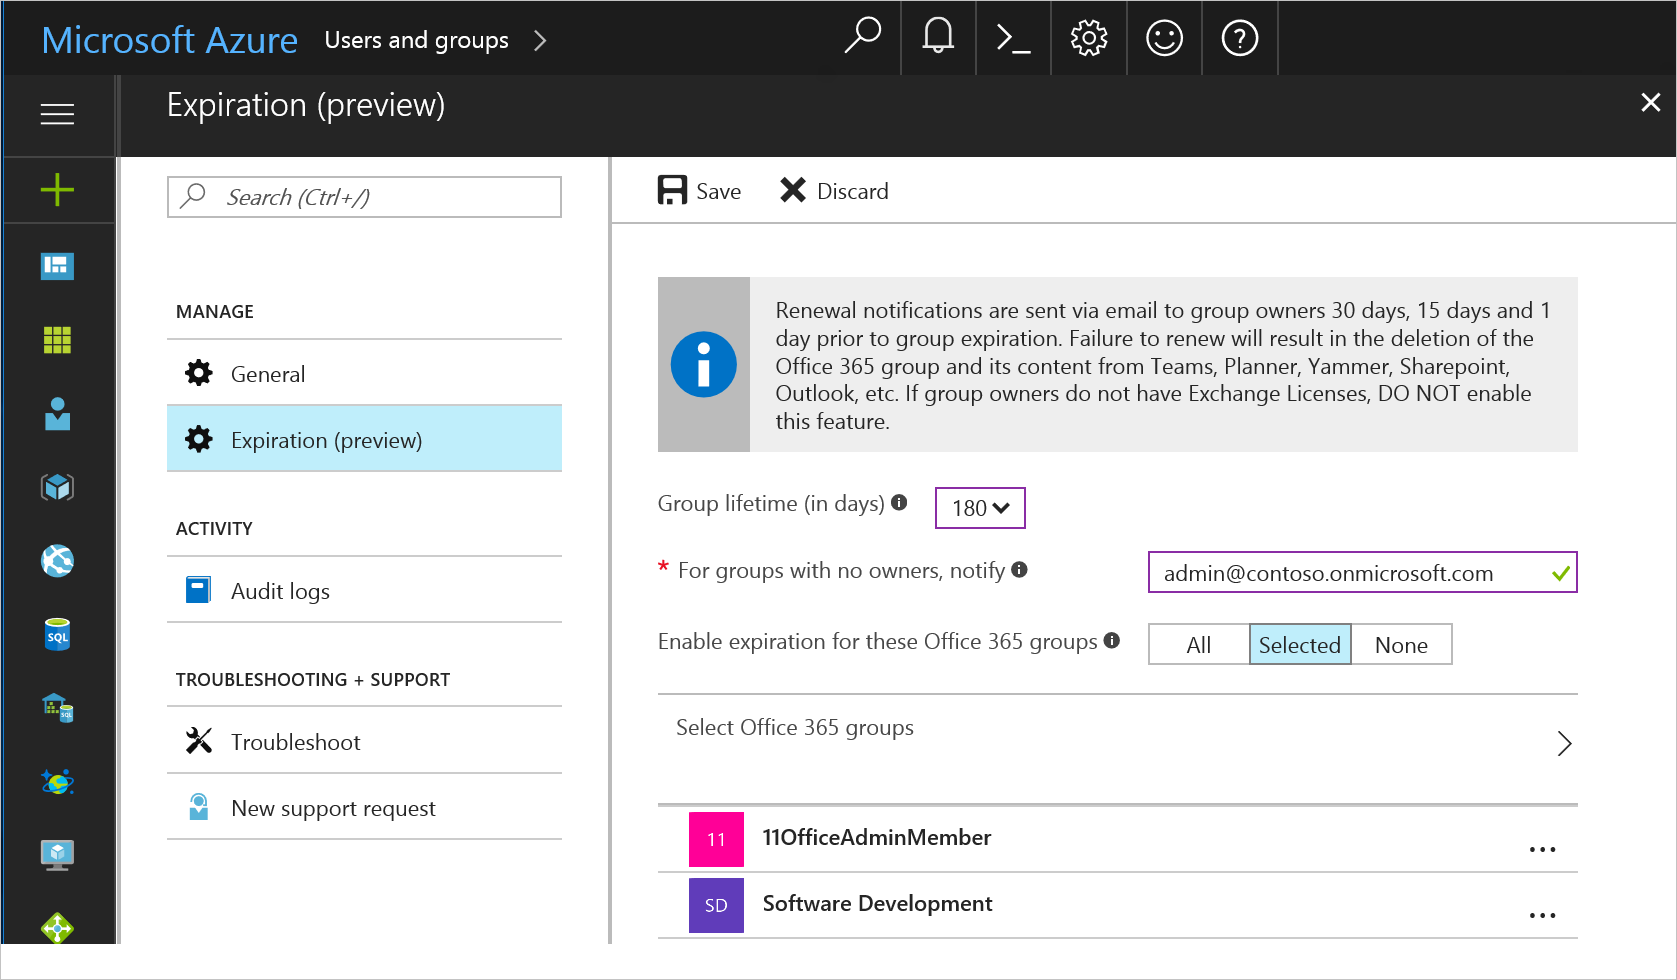 Microsoft Azure Users and groups
Expiration (preview)
Search (Ctrl+/)
MANAGE
General
Expiration (preview)
ACTIVITY
Audit logs
TROUBLESHOOTING + SUPPORT
Troubleshoot
New support request
Save Discard
Renewal notifications are sent via email to group owners 30 days, 15 days and 1
day prior to group expiration. Failure to renew will result in the deletion of the
Office 365 group and its content from Teams, Planner, Yammer, Sharepoint,
Outlook, etc. If group owners do not have Exchange Licenses, DO NOT enable
this feature.
Group lifetime (in days) 180
* For groups with no owners, notify admin@contoso.onmicrosoft.com
Enable expiration for these Office 365 groups All Selected None
Select Office 365 groups
11 11OfficeAdminMember ...
SD Software Development ...
SQL
SQL